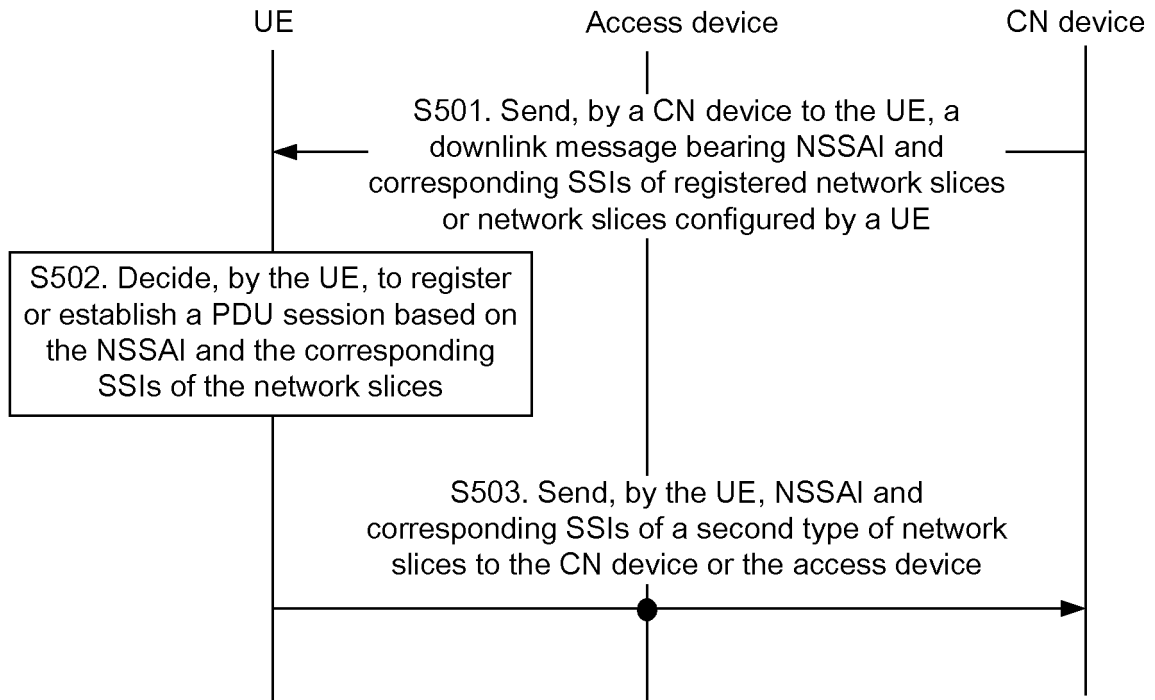 UE
Access device
CN device
S501. Send, by a CN device to the UE, a
downlink message bearing NSSAI and
corresponding SSIs of registered network slices
or network slices configured by a UE
S502. Decide, by the UE, to register
or establish a PDU session based on
the NSSAI and the corresponding
SSIs of the network slices
S503. Send, by the UE, NSSAI and
corresponding SSIs of a second type of network
slices to the CN device or the access device